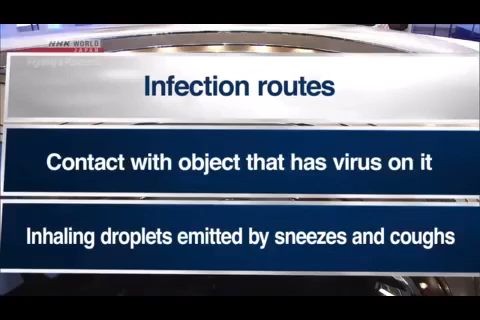 NHK WORLD
JAPAN
Infection routes
Contact with object that has virus on it
Inhaling droplets emitted by sneezes and coughs